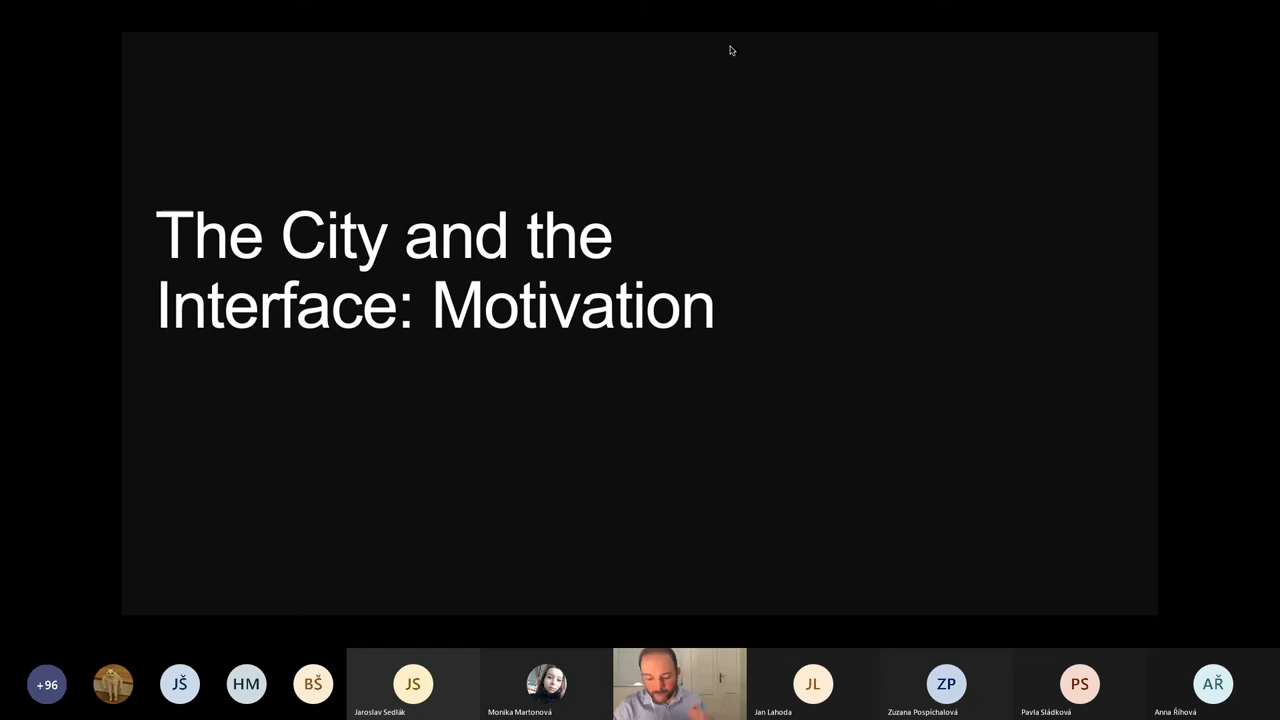 The City and the
Interface: Motivation
+96
JŠ
HM
BŠ
JS
JL
ZP
PS
AŘ
Jaroslav Sedlák
Monika Martonová
Jan Lahoda
Zuzana Pospíchalová
Pavla Sládková
Anna Říhová